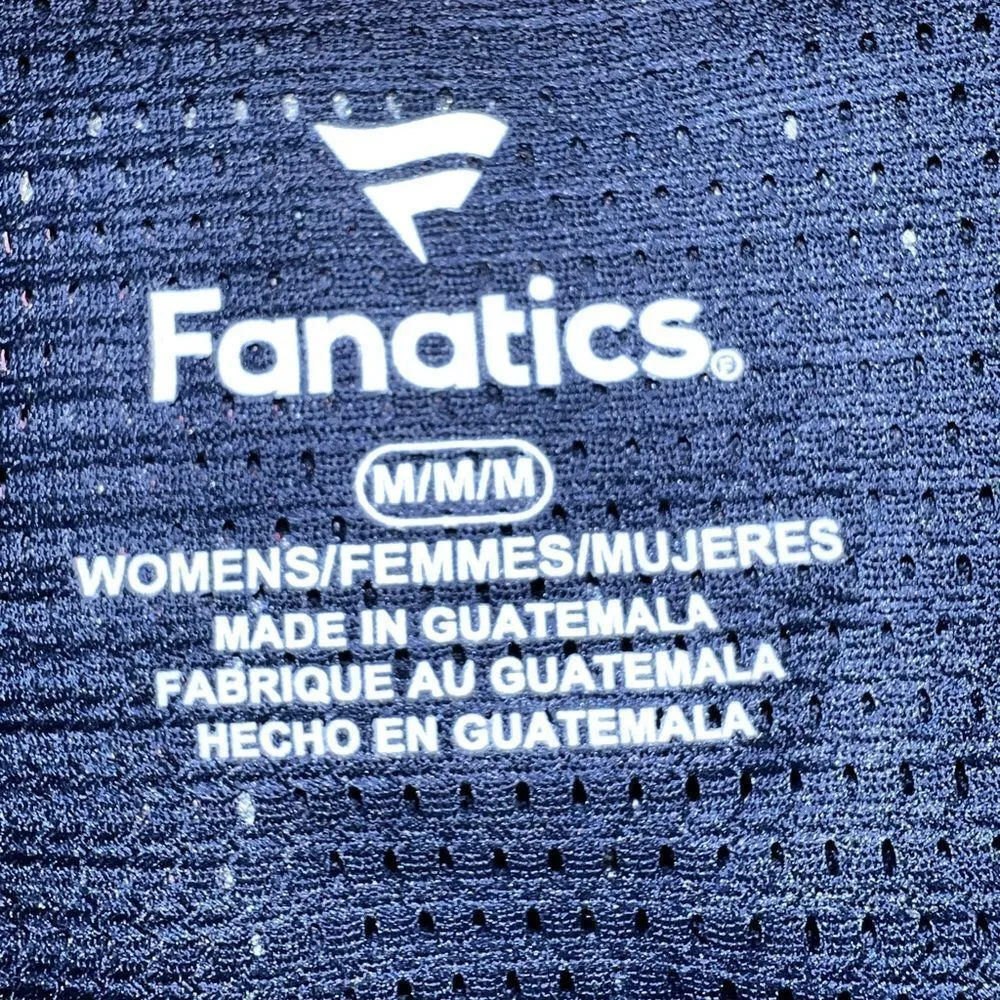 Fanatics.®
M/M/M
WOMENS/FEMMES/MUJERES
MADE IN GUATEMALA
FABRIQUE AU GUATEMALA
HECHO EN GUATEMALA